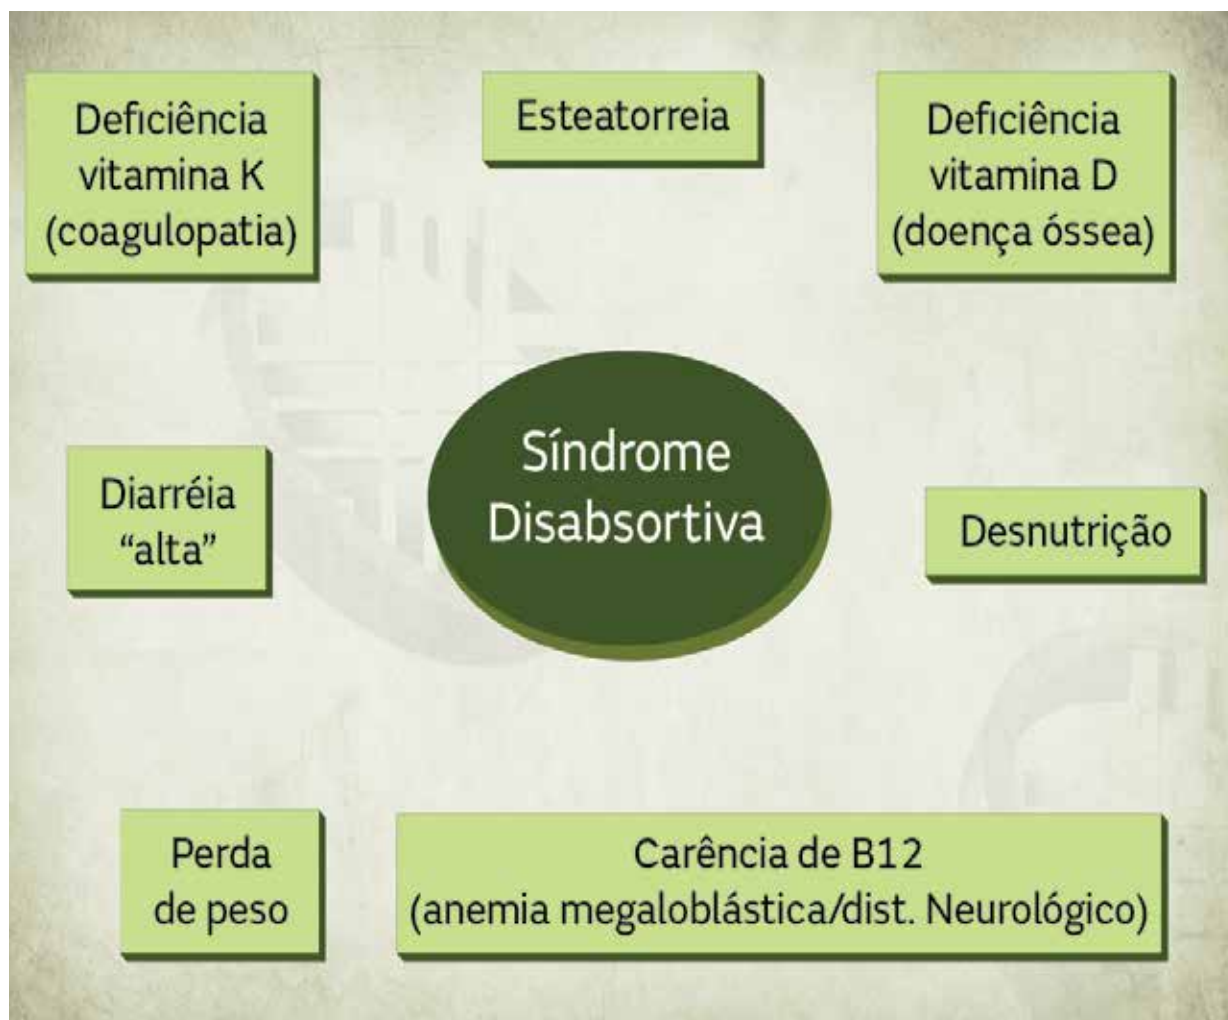 Deficiência
vitamina K
(coagulopatia)
Esteatorreia
Deficiência
vitamina D
(doença óssea)
Síndrome
Disabsortiva
Diarréia
“alta”
Desnutrição
Perda
de peso
Carência de B12
(anemia megaloblástica/dist. Neurológico)